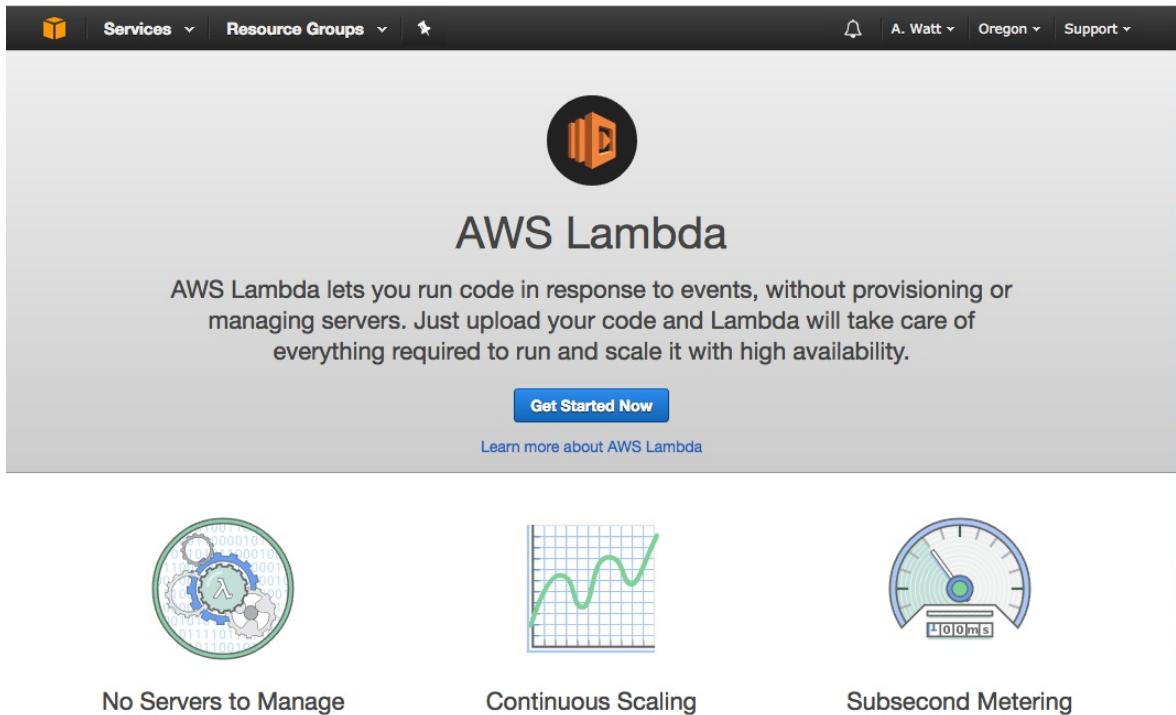 Services Resource Groups A. Watt Oregon Support
AWS Lambda
AWS Lambda lets you run code in response to events, without provisioning or
managing servers. Just upload your code and Lambda will take care of
everything required to run and scale it with high availability.
Get Started Now
Learn more about AWS Lambda
λ
100ms
No Servers to Manage
Continuous Scaling
Subsecond Metering